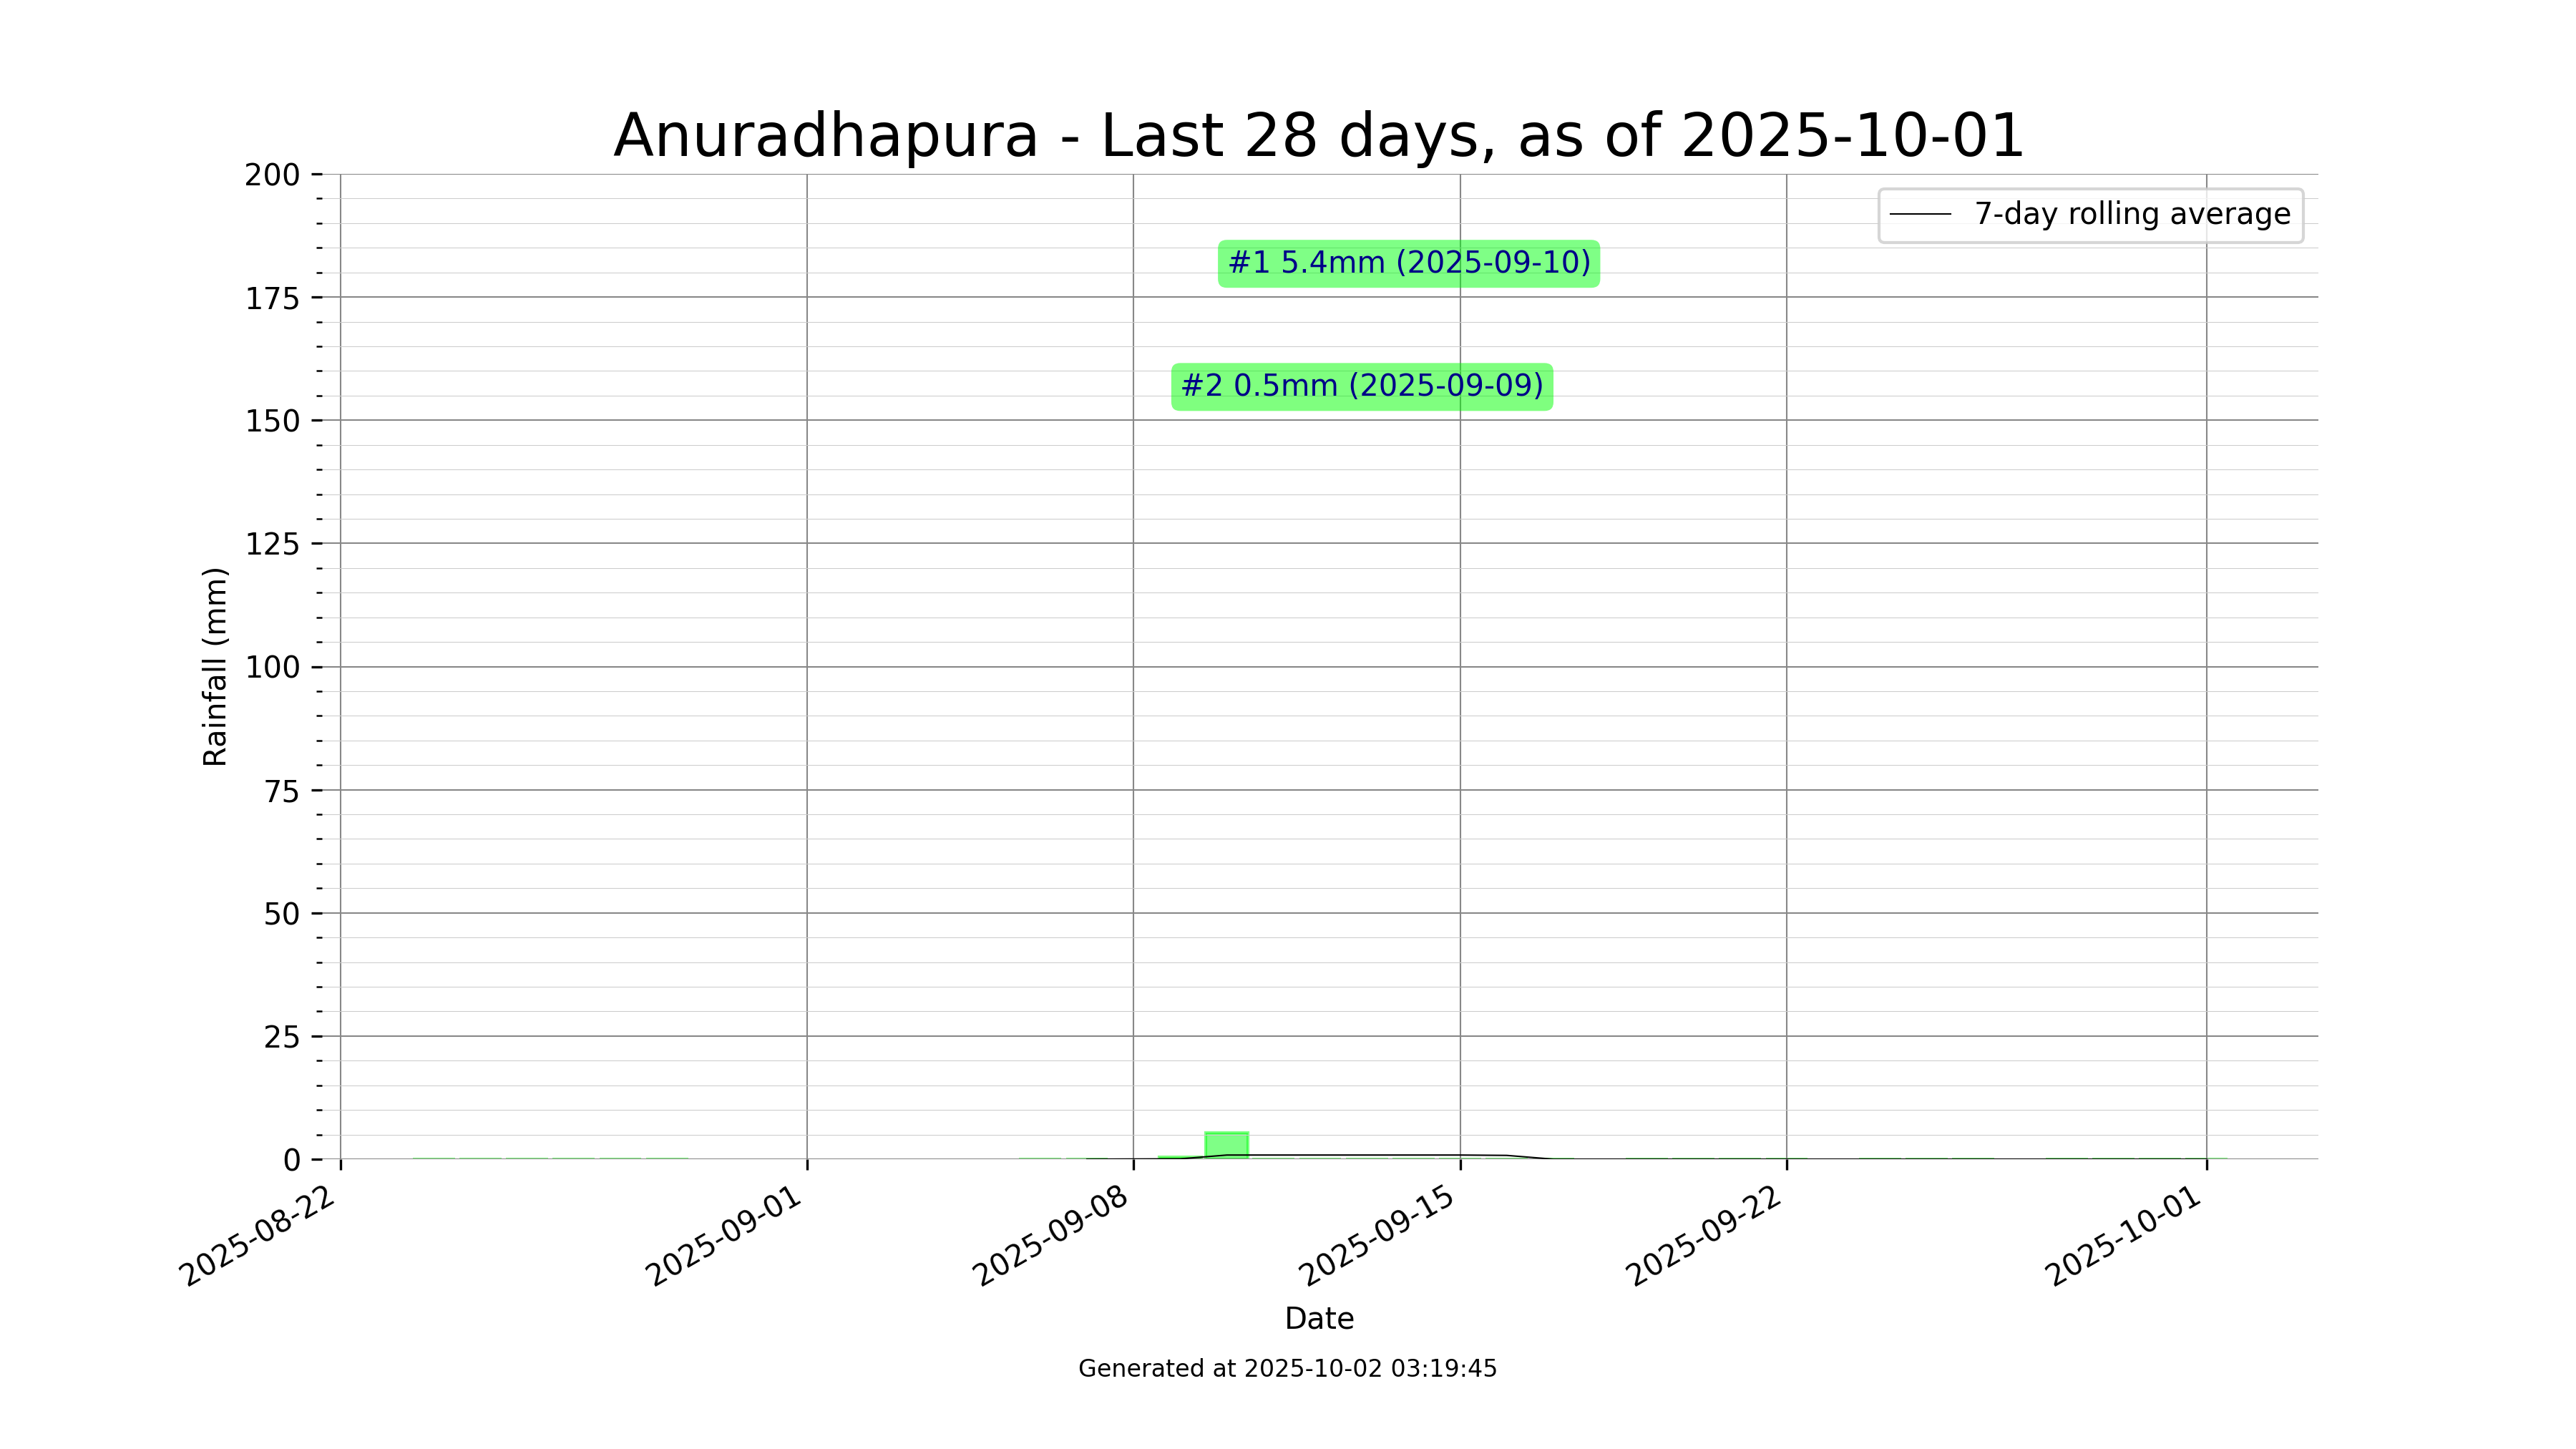 Anuradhapura - Last 28 days, as of 2025-10-01
7-day rolling average
#1 5.4mm (2025-09-10)
#2 0.5mm (2025-09-09)
Rainfall (mm)
200
175
150
125
100
75
50
25
0
2025-08-22
2025-09-01
2025-09-08
2025-09-15
2025-09-22
2025-10-01
Date
Generated at 2025-10-02 03:19:45